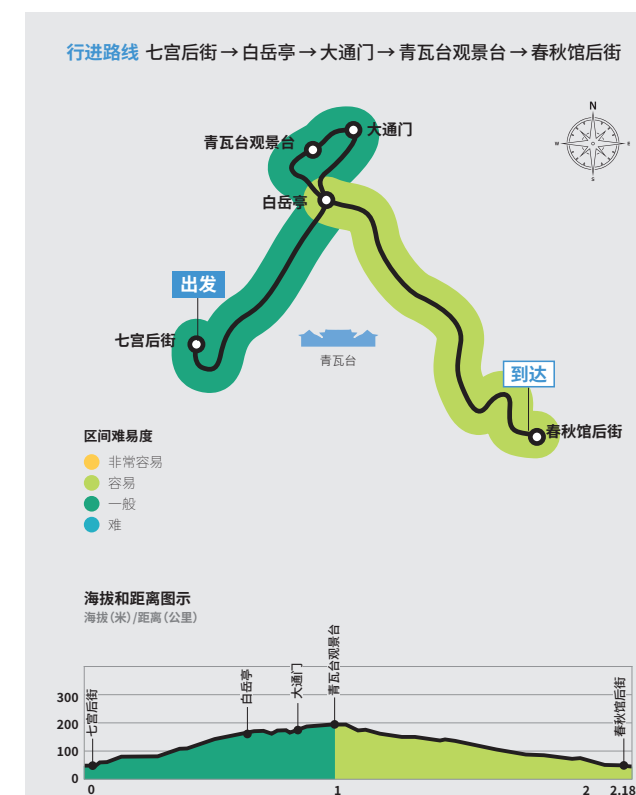 行进路线 七宫后街→白岳亭→大通门→青瓦台观景台→春秋馆后街
N
W
E
S
大通门
青瓦台观景台
白岳亭
出发
七宫后街
青瓦台
到达
春秋馆后街
区间难易度
非常容易
容易
一般
难
海拔和距离图示
海拔(米)/距离(公里)
七宫后街
白岳亭
大通门
青瓦台观景台
春秋馆后街
300
200
100
0
0 1 2 2.18